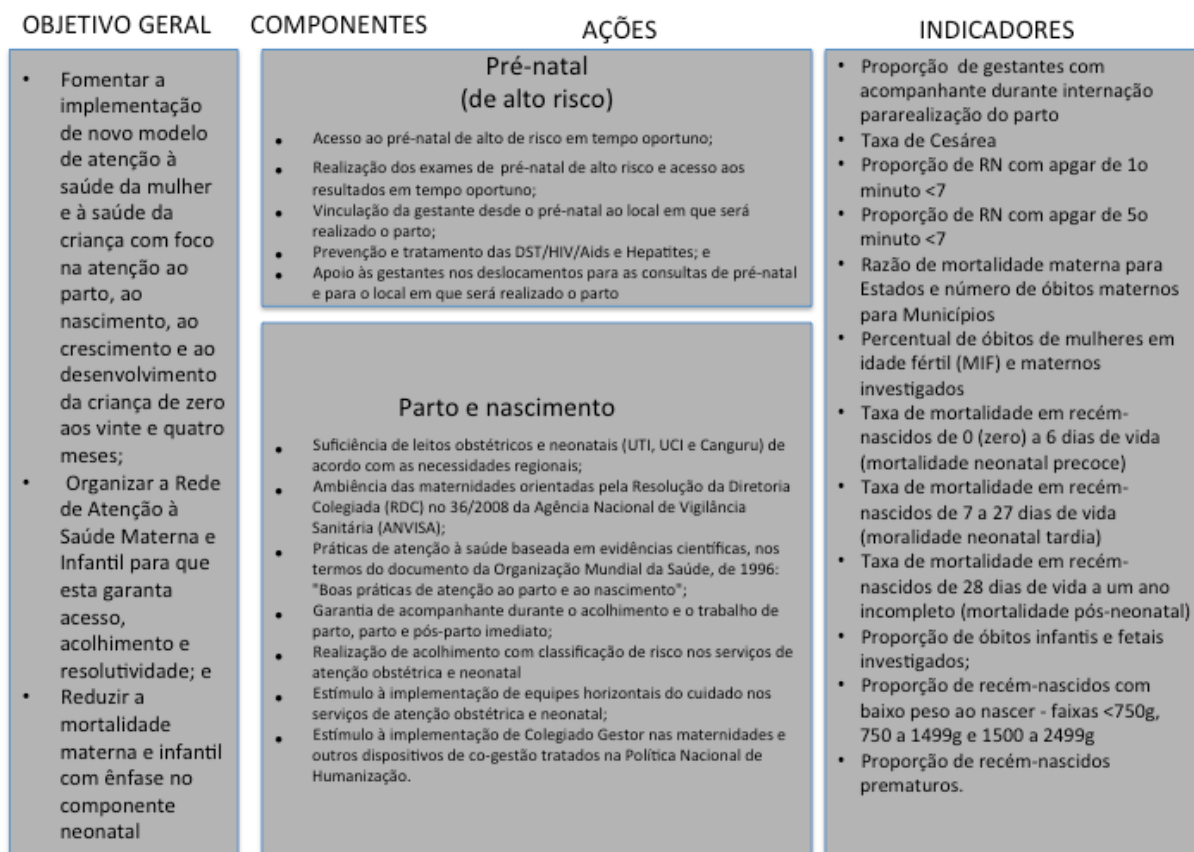 OBJETIVO GERAL
COMPONENTES
AÇÕES
INDICADORES
• Fomentar a
implementação
de novo modelo
de atenção à
saúde da mulher
e à saúde da
criança com foco
na atenção ao
parto, ao
nascimento, ao
crescimento e ao
desenvolvimento
da criança de zero
aos vinte e quatro
meses;
• Organizar a Rede
de Atenção à
Saúde Materna e
Infantil para que
esta garanta
acesso,
acolhimento e
resolutividade; e
• Reduzir a
mortalidade
materna e infantil
com ênfase no
componente
neonatal
Pré-natal
(de alto risco)
• Acesso ao pré-natal de alto de risco em tempo oportuno;
• Realização dos exames de pré-natal de alto risco e acesso aos
resultados em tempo oportuno;
• Vinculação da gestante desde o pré-natal ao local em que será
realizado o parto;
• Prevenção e tratamento das DST/HIV/Aids e Hepatites; e
• Apoio às gestantes nos deslocamentos para as consultas de pré-natal
e para o local em que será realizado o parto
Parto e nascimento
• Suficiência de leitos obstétricos e neonatais (UTI, UCI e Canguru) de
acordo com as necessidades regionais;
• Ambiência das maternidades orientadas pela Resolução da Diretoria
Colegiada (RDC) no 36/2008 da Agência Nacional de Vigilância
Sanitária (ANVISA);
• Práticas de atenção à saúde baseada em evidências científicas, nos
termos do documento da Organização Mundial da Saúde, de 1996:
"Boas práticas de atenção ao parto e ao nascimento";
• Garantia de acompanhante durante o acolhimento e o trabalho de
parto, parto e pós-parto imediato;
• Realização de acolhimento com classificação de risco nos serviços de
atenção obstétrica e neonatal
• Estímulo à implementação de equipes horizontais do cuidado nos
serviços de atenção obstétrica e neonatal;
• Estímulo à implementação de Colegiado Gestor nas maternidades e
outros dispositivos de co-gestão tratados na Política Nacional de
Humanização.
• Proporção de gestantes com
acompanhante durante internação
pararealização do parto
• Taxa de Cesárea
• Proporção de RN com apgar de 1o
minuto <7
• Proporção de RN com apgar de 5o
minuto <7
• Razão de mortalidade materna para
Estados e número de óbitos maternos
para Municípios
• Percentual de óbitos de mulheres em
idade fértil (MIF) e maternos
investigados
• Taxa de mortalidade em recém-
nascidos de 0 (zero) a 6 dias de vida
(mortalidade neonatal precoce)
• Taxa de mortalidade em recém-
nascidos de 7 a 27 dias de vida
(moralidade neonatal tardia)
• Taxa de mortalidade em recém-
nascidos de 28 dias de vida a um ano
incompleto (mortalidade pós-neonatal)
• Proporção de óbitos infantis e fetais
investigados;
• Proporção de recém-nascidos com
baixo peso ao nascer - faixas <750g,
750 a 1499g e 1500 a 2499g
• Proporção de recém-nascidos
prematuros.